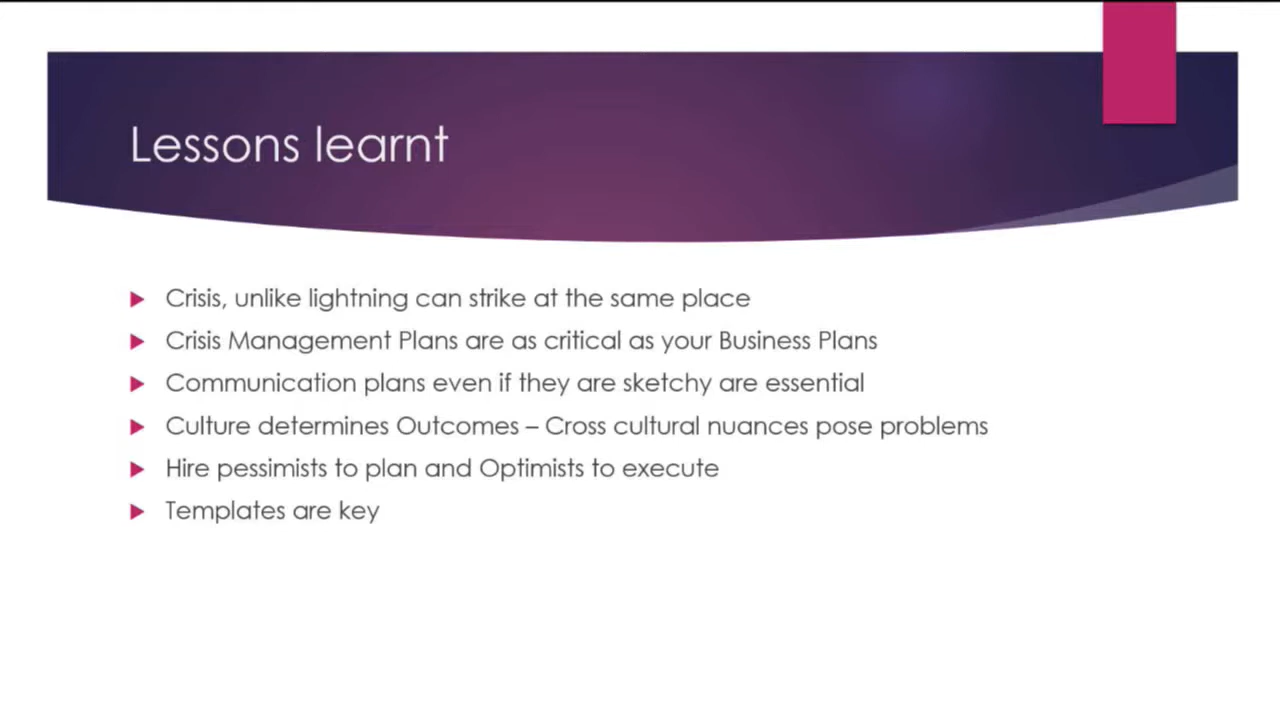 Lessons learnt
Crisis, unlike lightning can strike at the same place
Crisis Management Plans are as critical as your Business Plans
Communication plans even if they are sketchy are essential
Culture determines Outcomes – Cross cultural nuances pose problems
Hire pessimists to plan and Optimists to execute
Templates are key